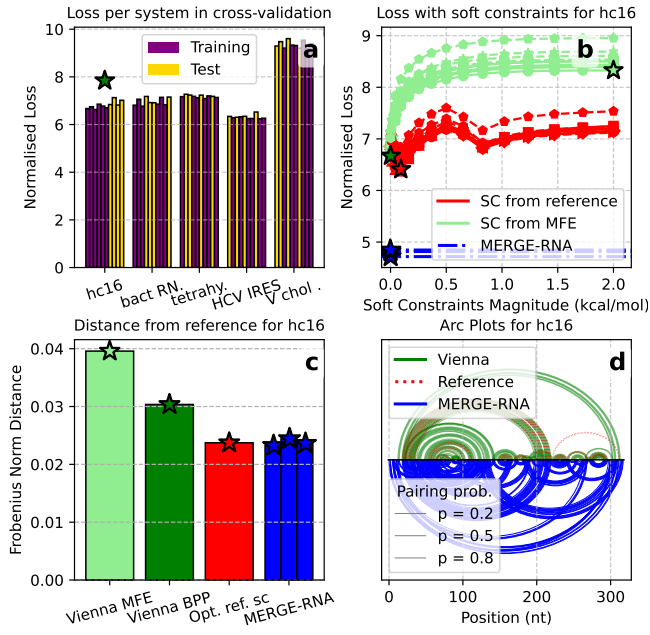 Loss per system in cross-validation
a
Training
Test
Normalised Loss
10
8
6
4
2
0
hc16
bact RN.
tetrahy.
HCV IRES
V chol .
Loss with soft constraints for hc16
b
Normalised Loss
9
8
7
6
5
SC from reference
SC from MFE
MERGE-RNA
0.0
0.5
1.0
1.5
2.0
Soft Constraints Magnitude (kcal/mol)
Distance from reference for hc16
c
Frobenius Norm Distance
0.04
0.03
0.02
0.01
0.00
Vienna MFE
Vienna BPP
Opt. ref. sc
MERGE-RNA
Arc Plots for hc16
d
Vienna
Reference
MERGE-RNA
Pairing prob.
p = 0.2
p = 0.5
p = 0.8
0
100
200
300
Position (nt)